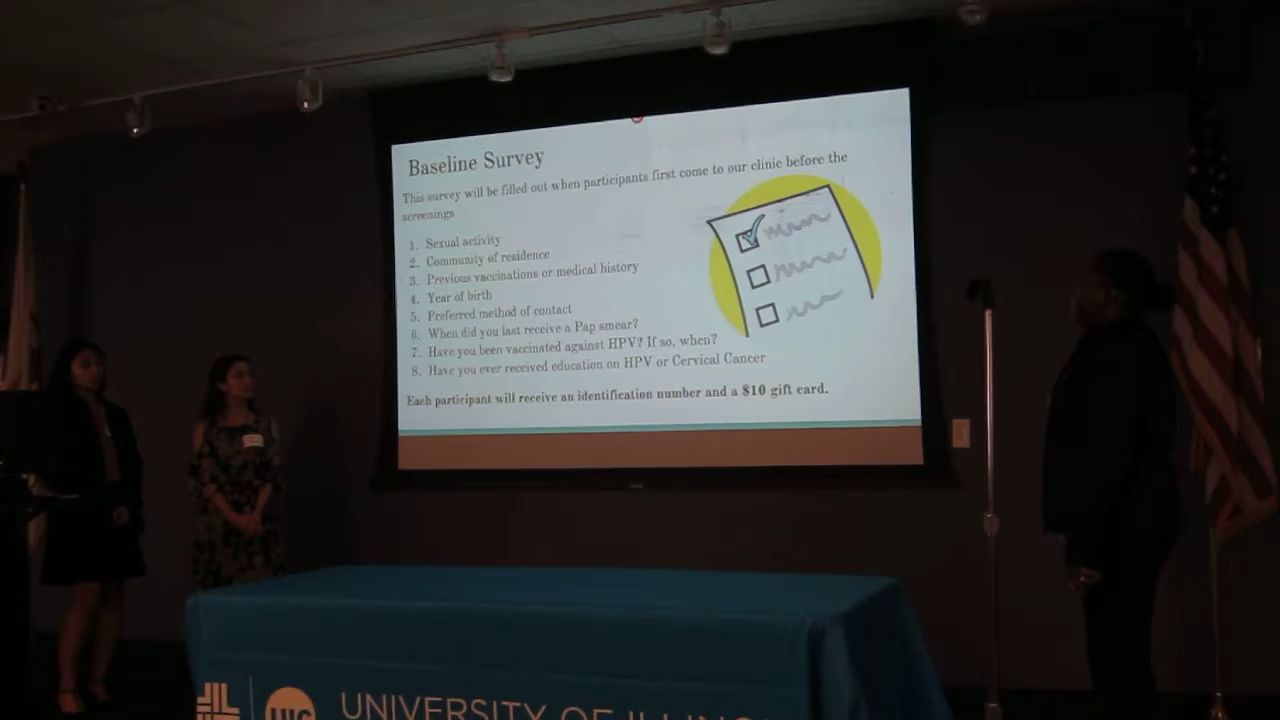 Baseline Survey
This survey will be filled out when participants first come to our clinic before the
screenings
1. Sexual activity
2. Community of residence
3. Previous vaccinations or medical history
4. Year of birth
5. Preferred method of contact
6. When did you last receive a Pap smear?
7. Have you been vaccinated against HPV? If so, when?
8. Have you ever received education on HPV or Cervical Cancer
Each participant will receive an identification number and a $10 gift card.
UIC
UNIVERSITY OF ILLINO